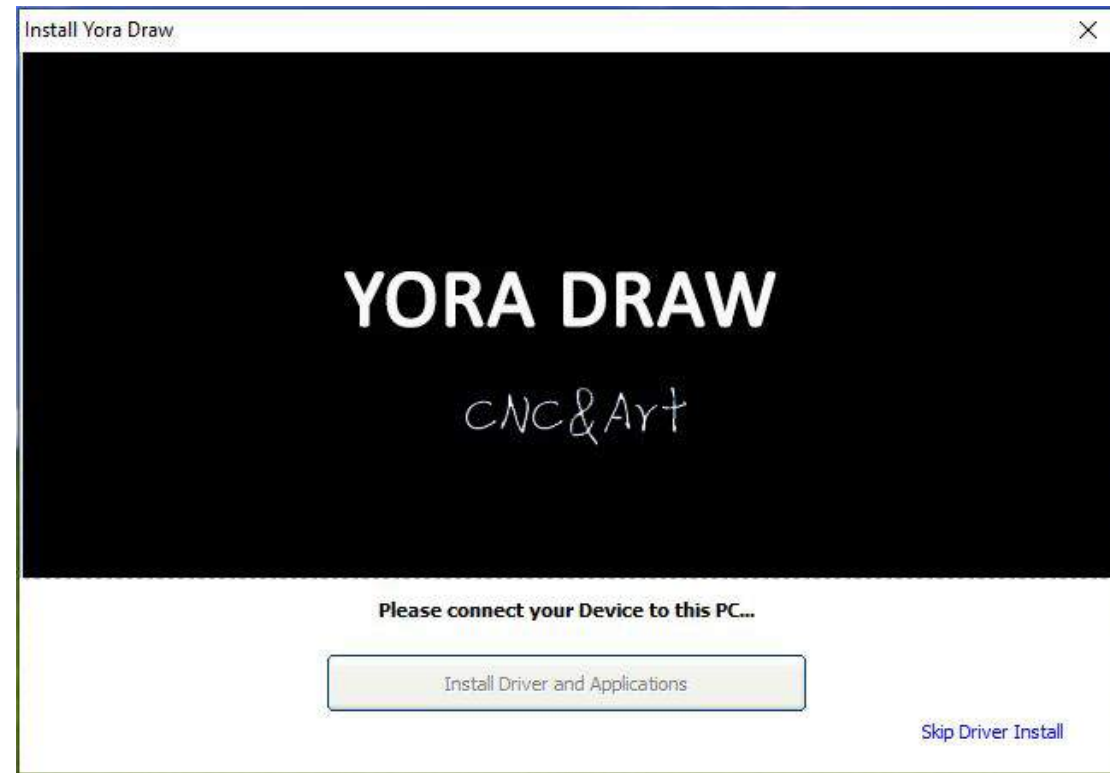 Install Yora Draw
YORA DRAW
CNC&Art
Please connect your Device to this PC...
Install Driver and Applications
Skip Driver Install